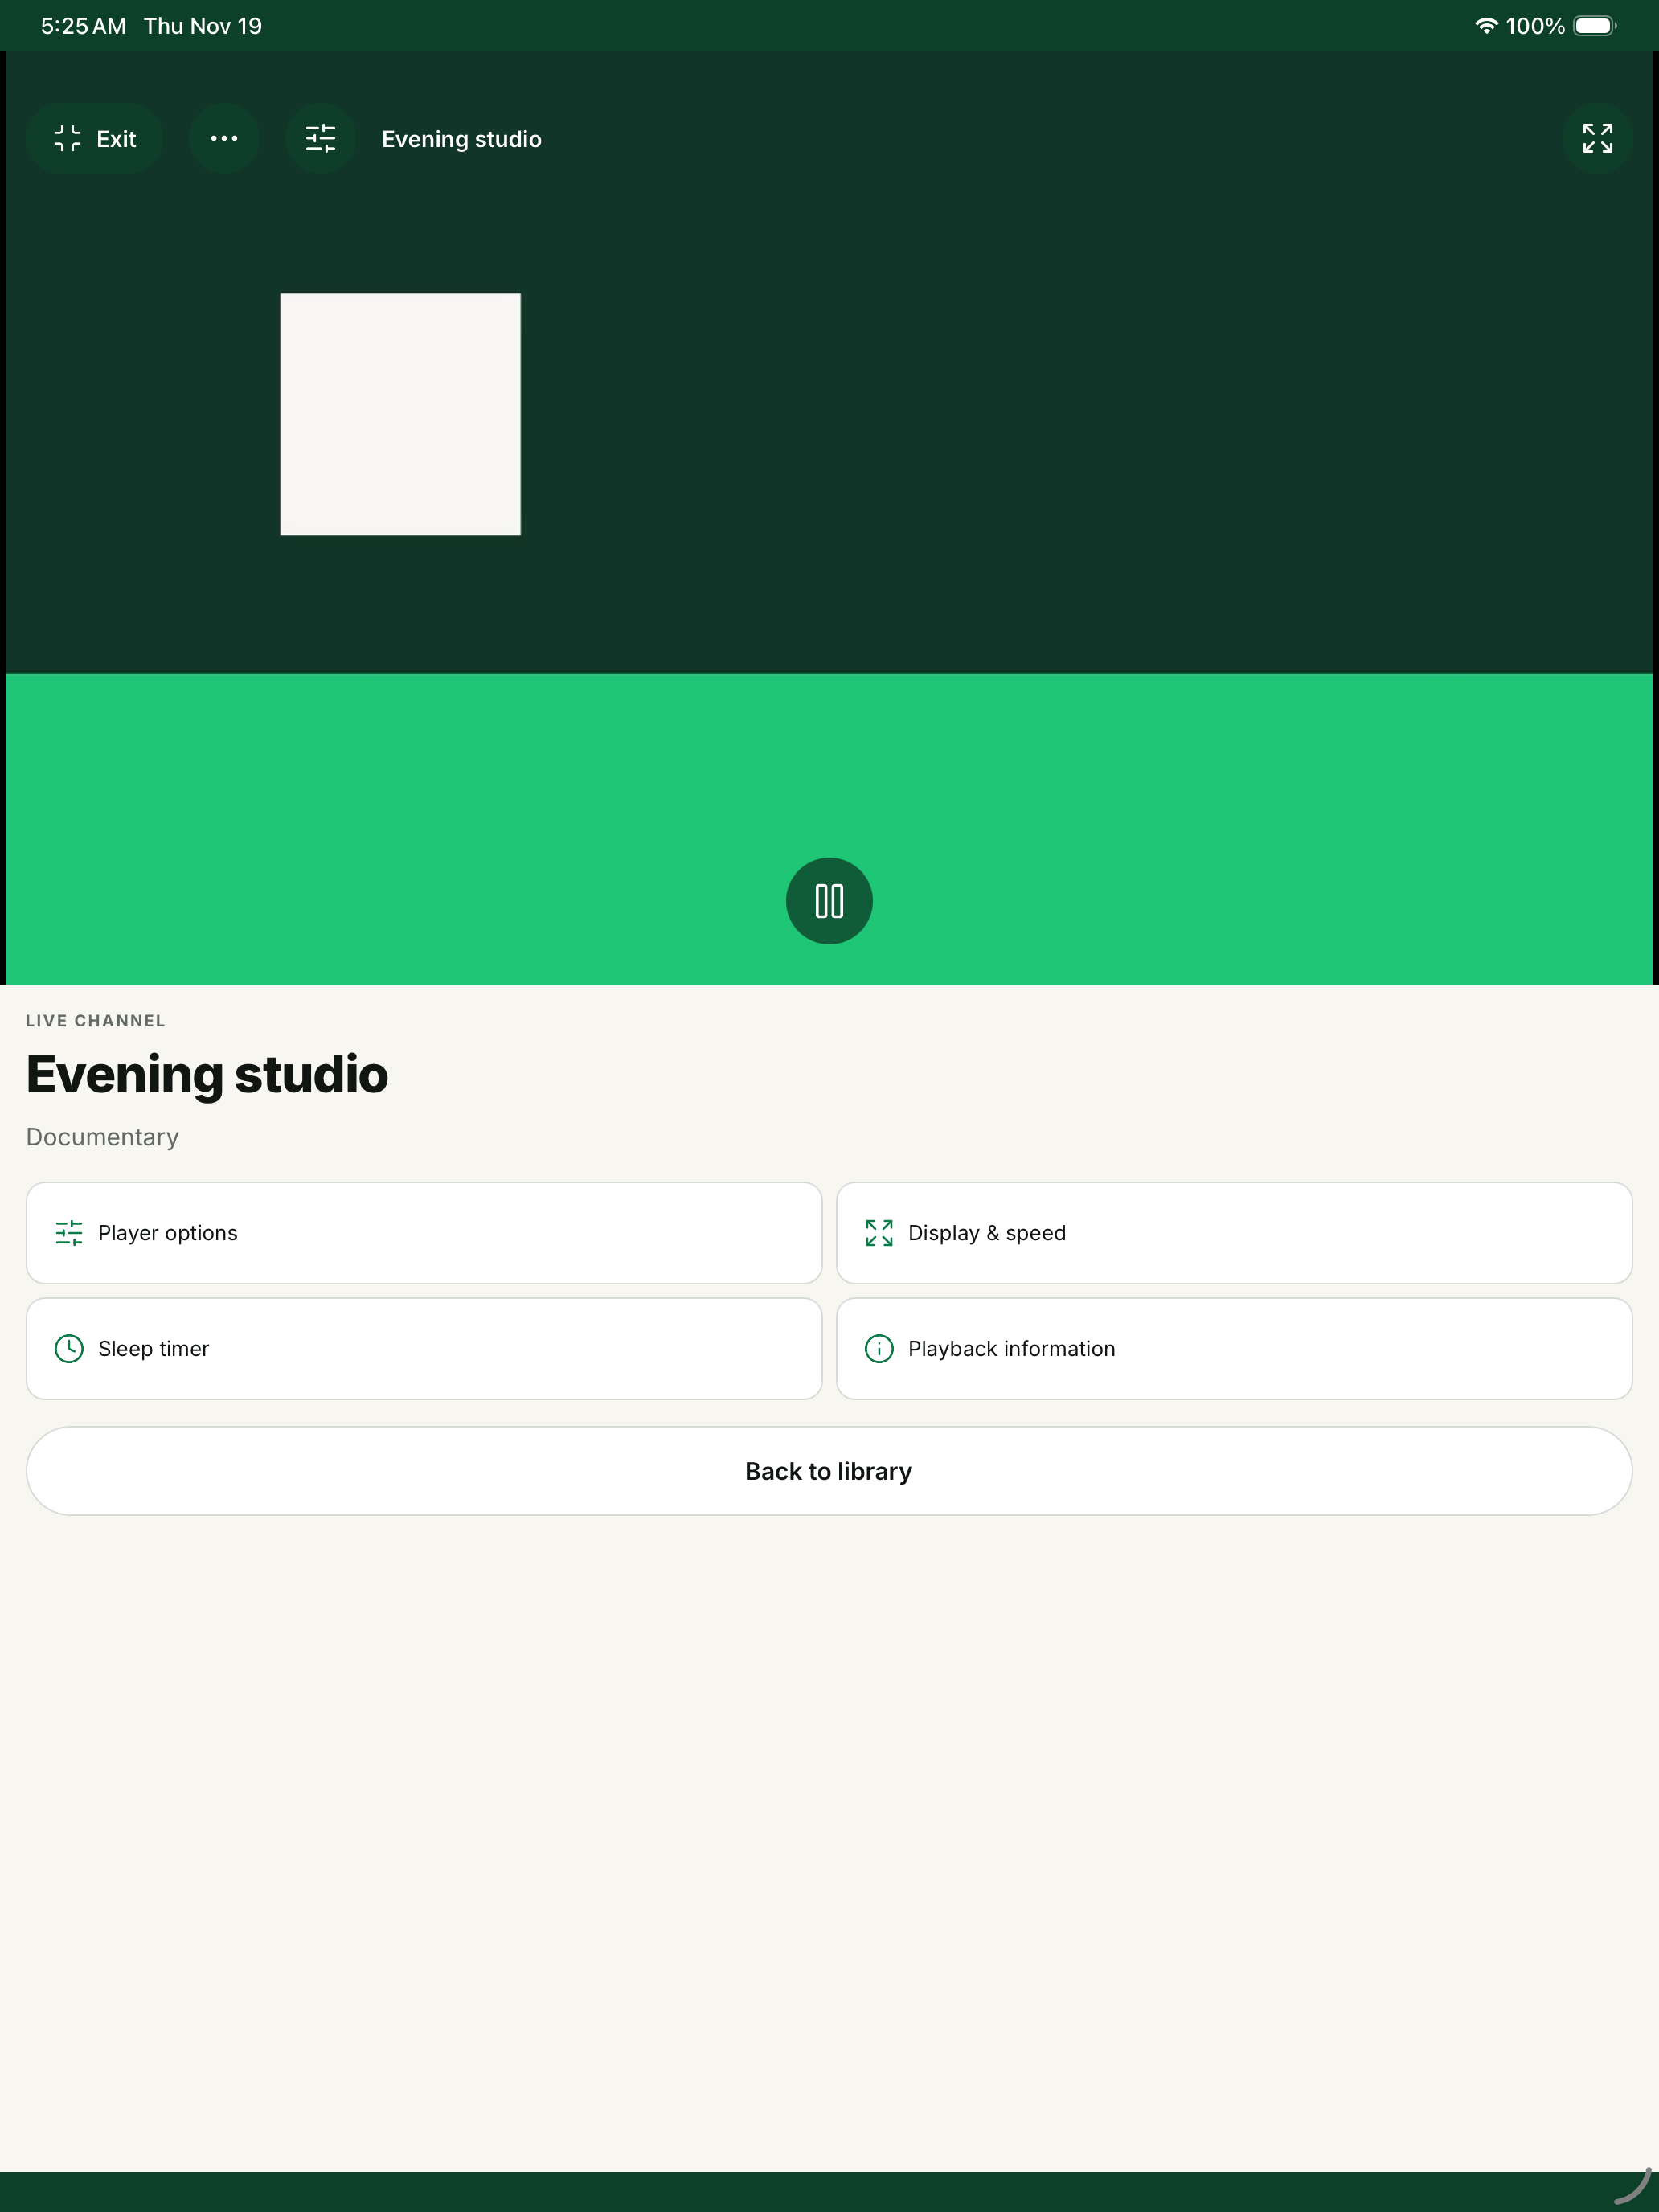 5:25 AM Thu Nov 19
100%
Exit
Evening studio
LIVE CHANNEL
Evening studio
Documentary
Player options
Display & speed
Sleep timer
Playback information
Back to library